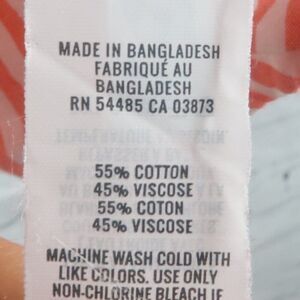 MADE IN BANGLADESH
FABRIQUÉ AU
BANGLADESH
RN 54485 CA 03873
55% COTTON
45% VISCOSE
55% COTON
45% VISCOSE
MACHINE WASH COLD WITH
LIKE COLORS. USE ONLY
NON-CHLORINE BLEACH IF